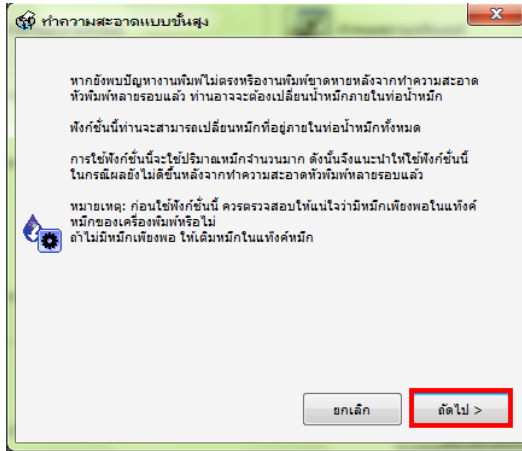 ทำความสะอาดแบบขั้นสูง
หากยังพบปัญหางานพิมพ์ไม่ตรงหรืองานพิมพ์ขาดหายหลังจากทำความสะอาด
หัวพิมพ์หลายรอบแล้ว ท่านอาจจะต้องเปลี่ยนน้ำหมึกภายในท่อน้ำหมึก
ฟังก์ชั่นนี้ท่านจะสามารถเปลี่ยนหมึกที่อยู่ภายในท่อน้ำหมึกทั้งหมด
การใช้ฟังก์ชั่นนี้จะใช้ปริมาณหมึกจำนวนมาก ดังนั้นจึงแนะนำให้ใช้ฟังก์ชั่นนี้
ในกรณีผลยังไม่ดีขึ้นหลังจากทำความสะอาดหัวพิมพ์หลายรอบแล้ว
หมายเหตุ: ก่อนใช้ฟังก์ชั่นนี้ ควรตรวจสอบให้แน่ใจว่ามีหมึกเพียงพอในแท็งค์
หมึกของเครื่องพิมพ์หรือไม่
ถ้าไม่มีหมึกเพียงพอ ให้เติมหมึกในแท็งค์หมึก
ยกเลิก
ถัดไป >